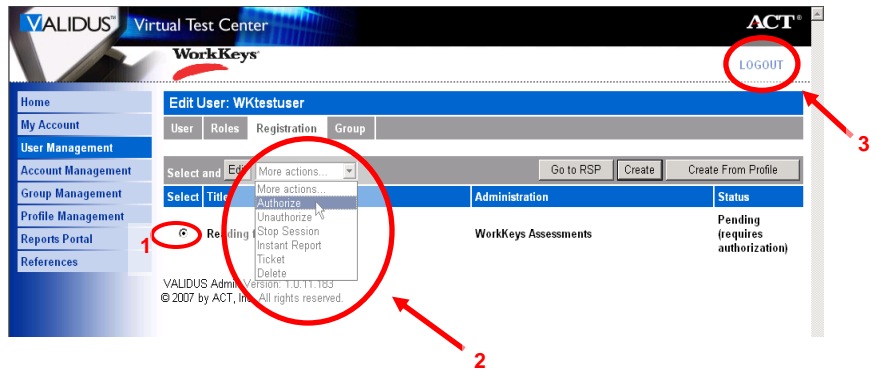 VALIDUS® Virtual Test Center ACT®
WorkKeys®
LOGOUT
Home
My Account
User Management
Account Management
Group Management
Profile Management
Reports Portal
References
Edit User: WKtestuser
User Roles Registration Group
Select and Edit More actions... Go to RSP Create Create From Profile
Select Title Administration Status
More actions...
Authorize
Unauthorize
Stop Session
Instant Report
Ticket
Delete
Reading WorkKeys Assessments
Pending
(requires
authorization)
VALIDUS Admin Version: 1.0.11.183
© 2007 by ACT, Inc. All rights reserved.
1
2
3